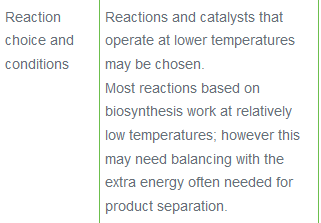 Reaction
choice and
conditions
Reactions and catalysts that
operate at lower temperatures
may be chosen.
Most reactions based on
biosynthesis work at relatively
low temperatures; however this
may need balancing with the
extra energy often needed for
product separation.